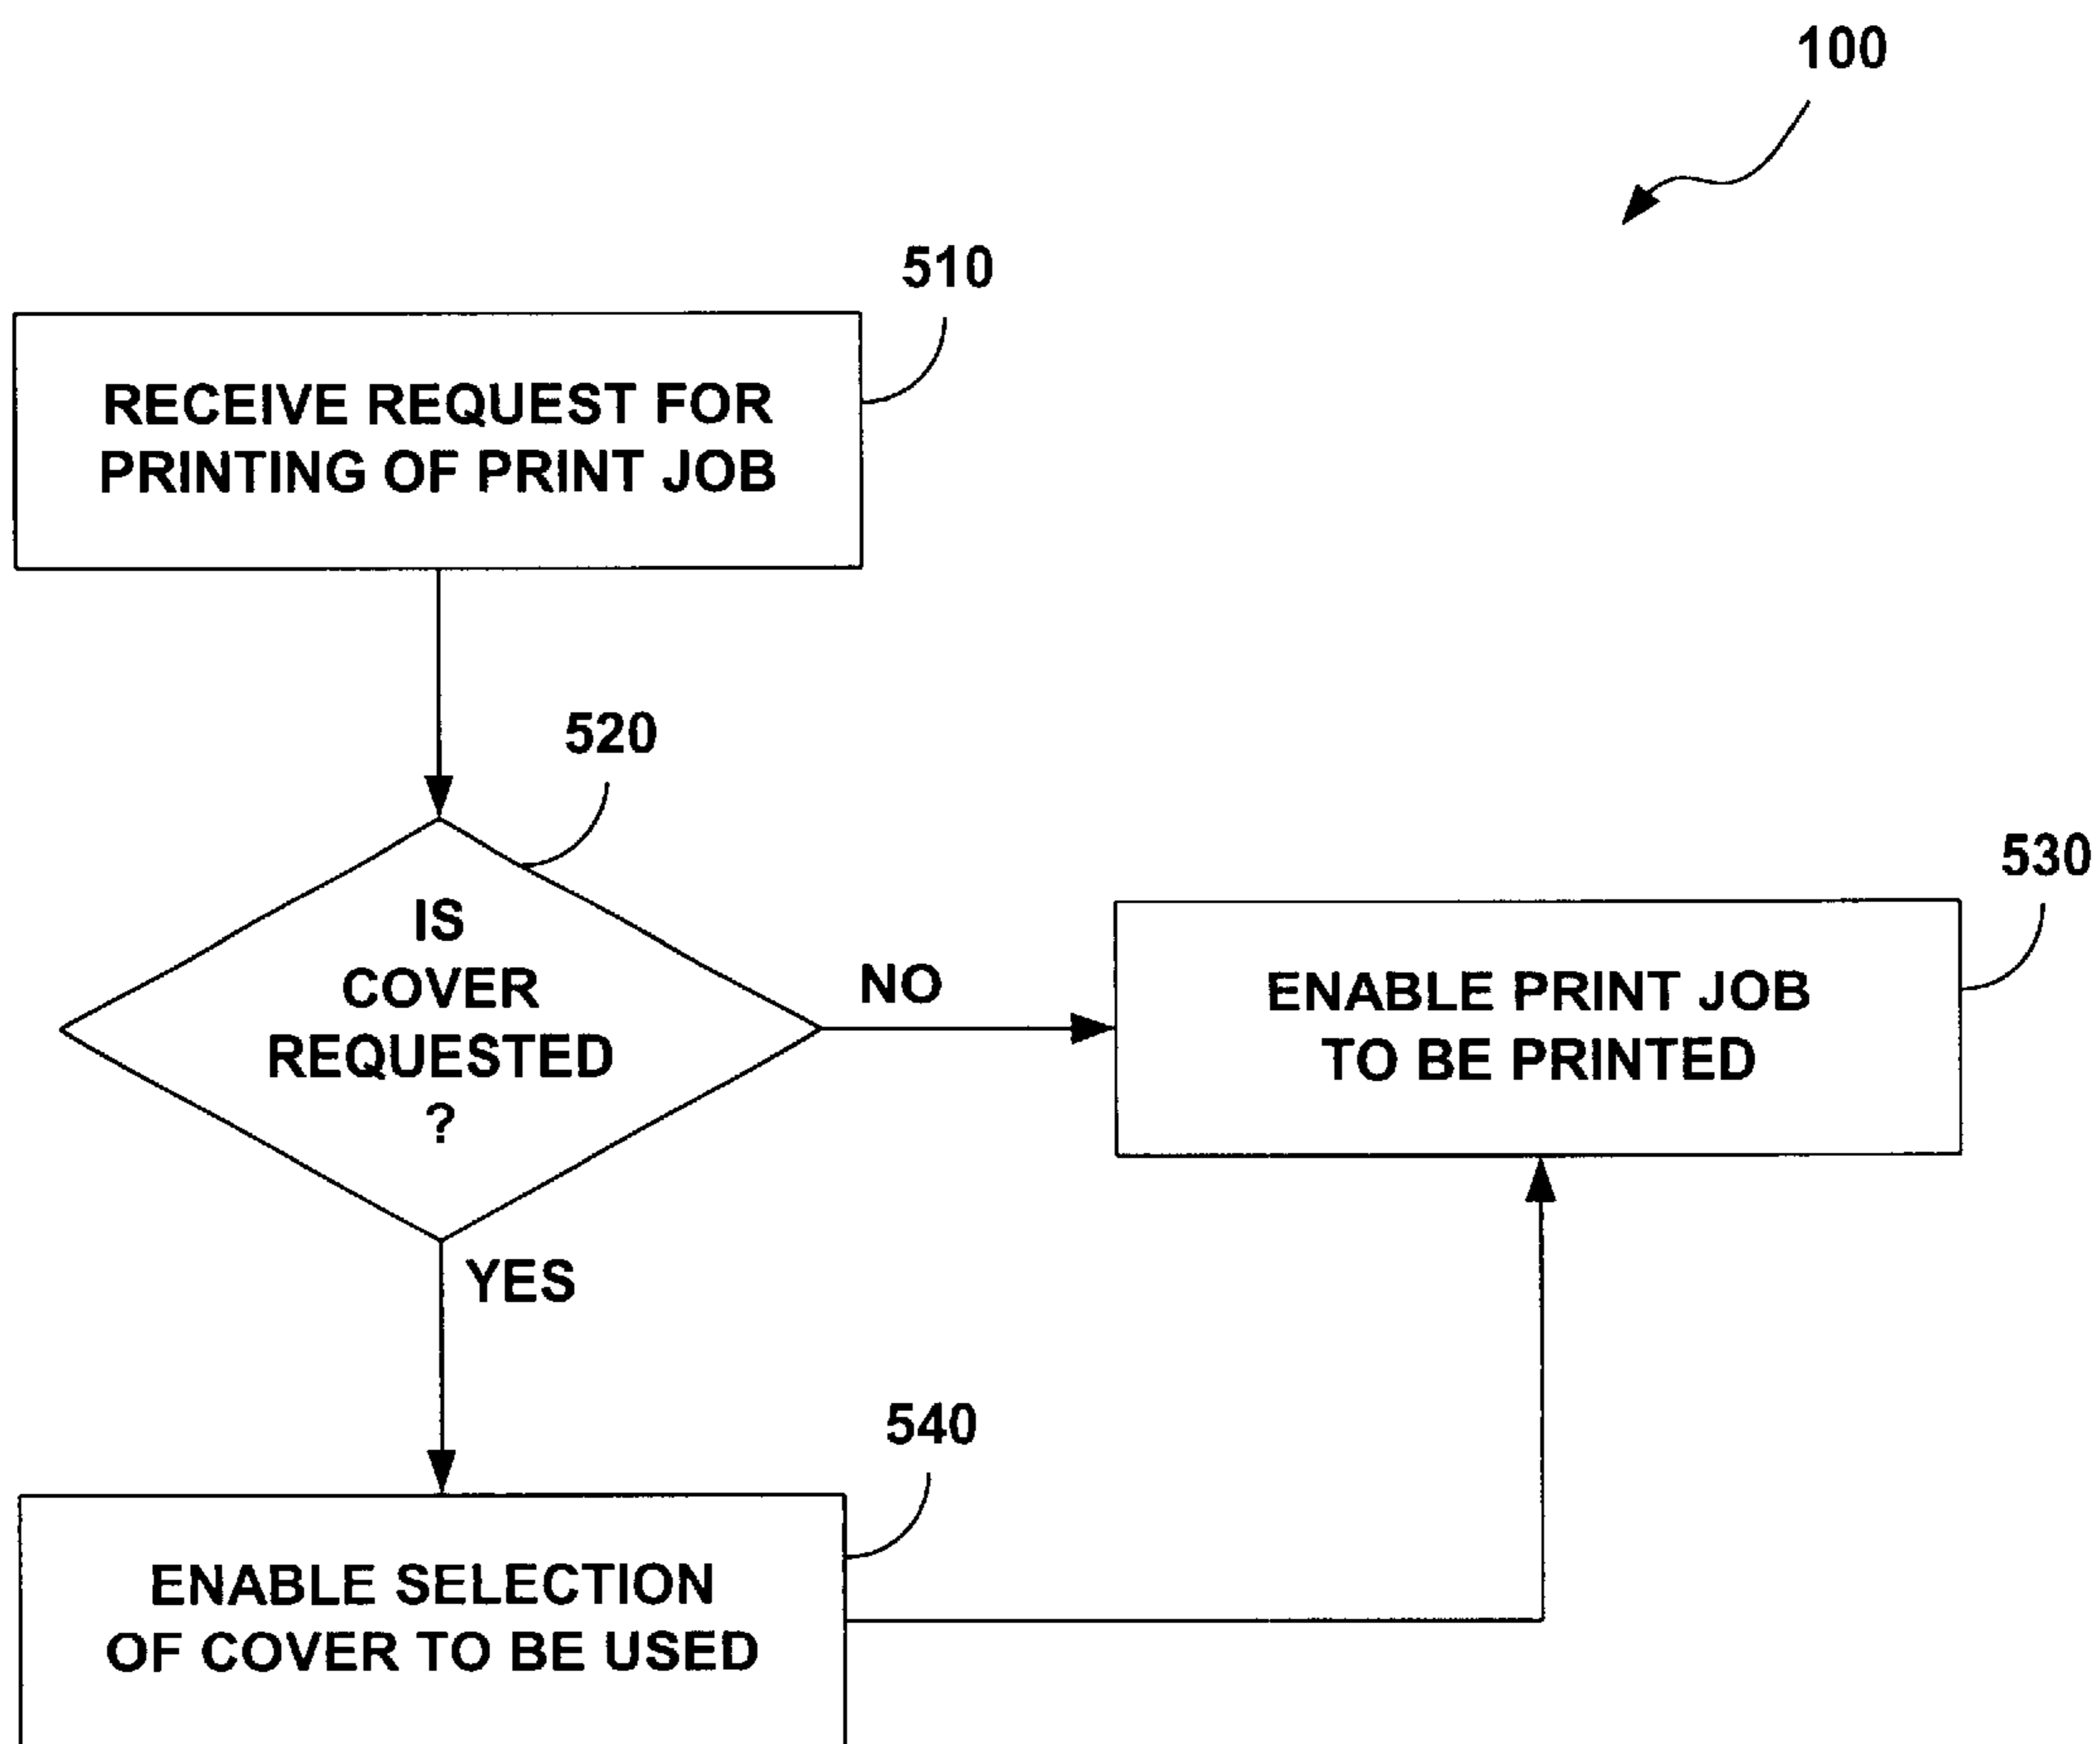 100
510
RECEIVE REQUEST FOR
PRINTING OF PRINT JOB
520
IS
COVER
REQUESTED
?
NO
530
ENABLE PRINT JOB
TO BE PRINTED
YES
540
ENABLE SELECTION
OF COVER TO BE USED